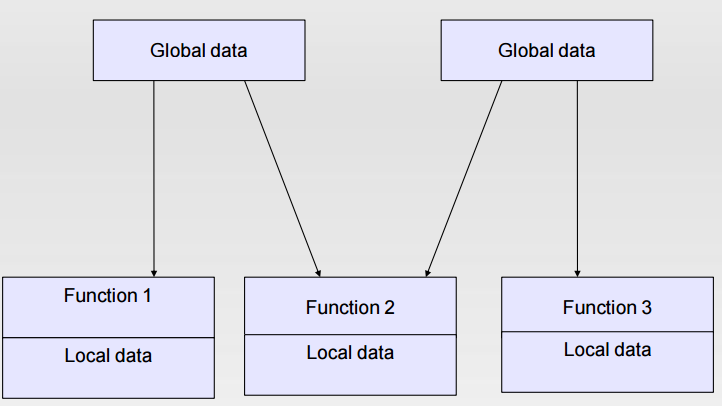 Global data
Global data
Function 1
Function 2
Function 3
Local data
Local data
Local data